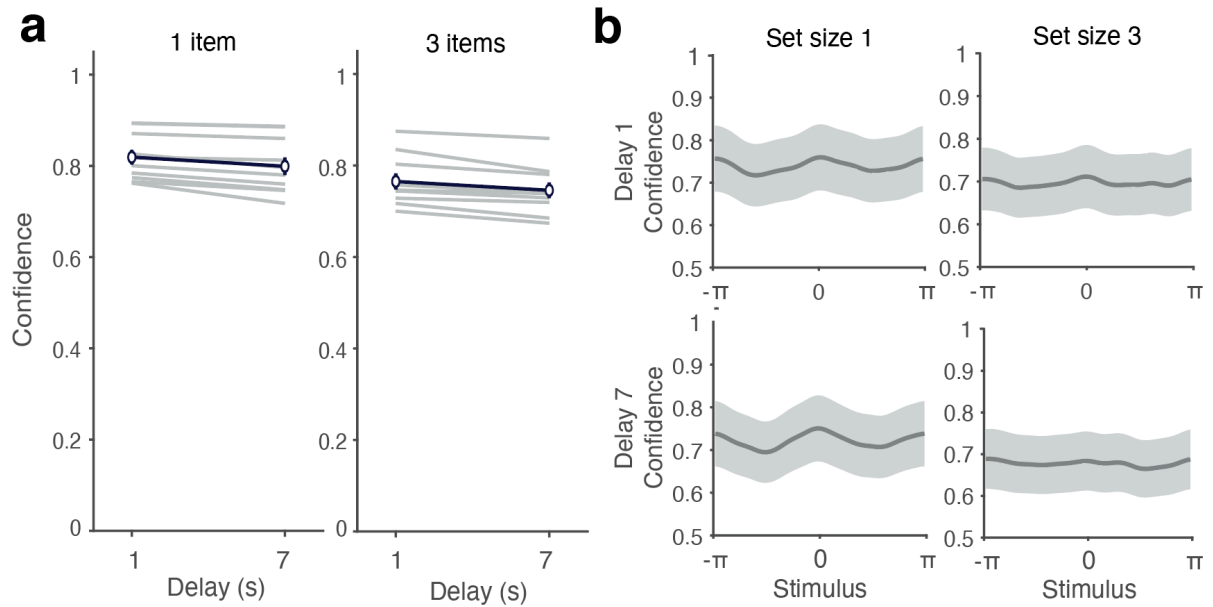 a
1 item
3 items
Confidence
1
0.8
0.6
0.4
0.2
0
1
7
Delay (s)
1
0.8
0.6
0.4
0.2
0
1
7
Delay (s)
b
Set size 1
Set size 3
Delay 1
Confidence
1
0.9
0.8
0.7
0.6
0.5
-π
0
π
1
0.9
0.8
0.7
0.6
0.5
-π
0
π
Delay 7
Confidence
1
0.9
0.8
0.7
0.6
0.5
-π
0
π
Stimulus
1
0.9
0.8
0.7
0.6
0.5
-π
0
π
Stimulus